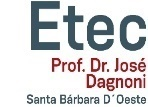 Etec
Prof. Dr. José
Dagnoni
Santa Bárbara D´Oeste